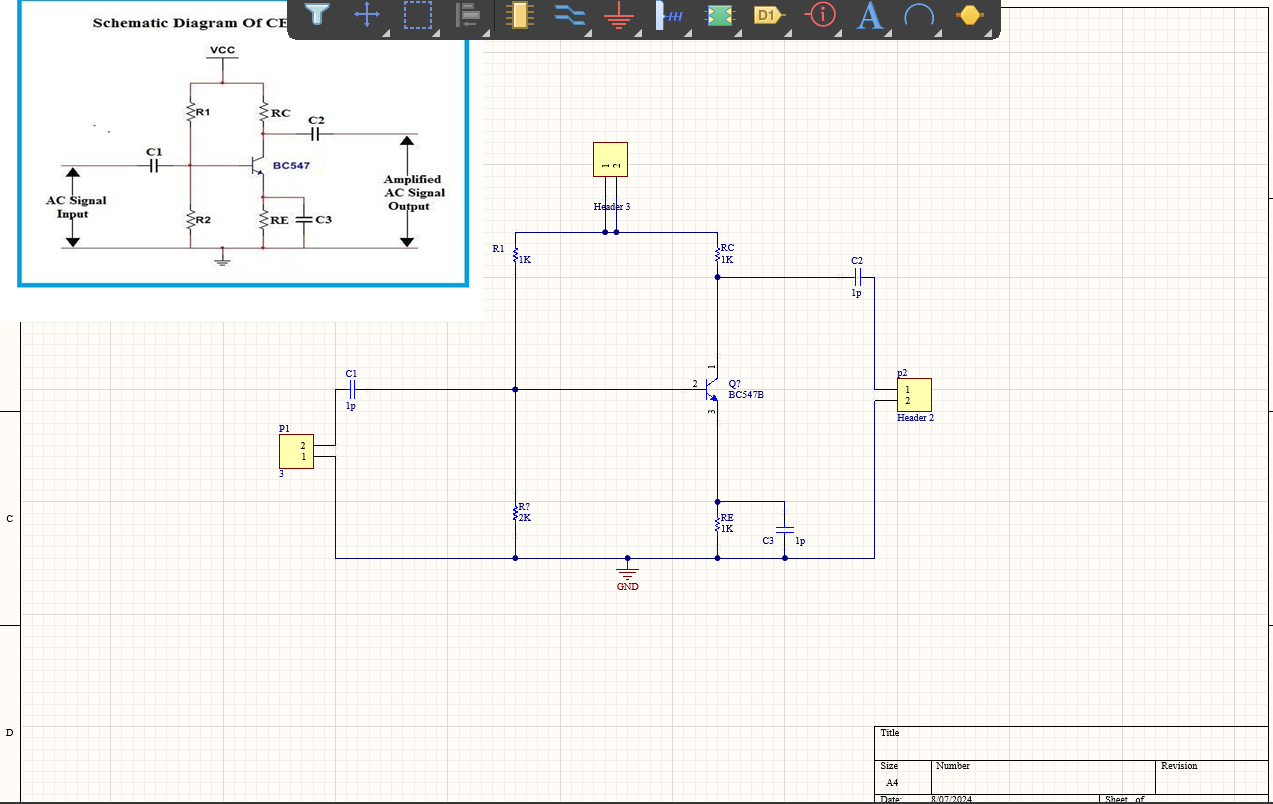 Schematic Diagram Of CE
VCC
R1
RC
C2
C1
BC547
AC Signal
Input
Amplified
AC Signal
Output
R2
RE
C3
D1
A
1
2
Header 3
R1
1K
RC
1K
C2
1p
C1
1p
1
2
Q?
BC547B
3
p2
1
2
Header 2
P1
2
1
3
R?
2K
RE
1K
C3
1p
GND
C
D
Title
Size
Number
Revision
A4
Date:
8/07/2024
Sheet of